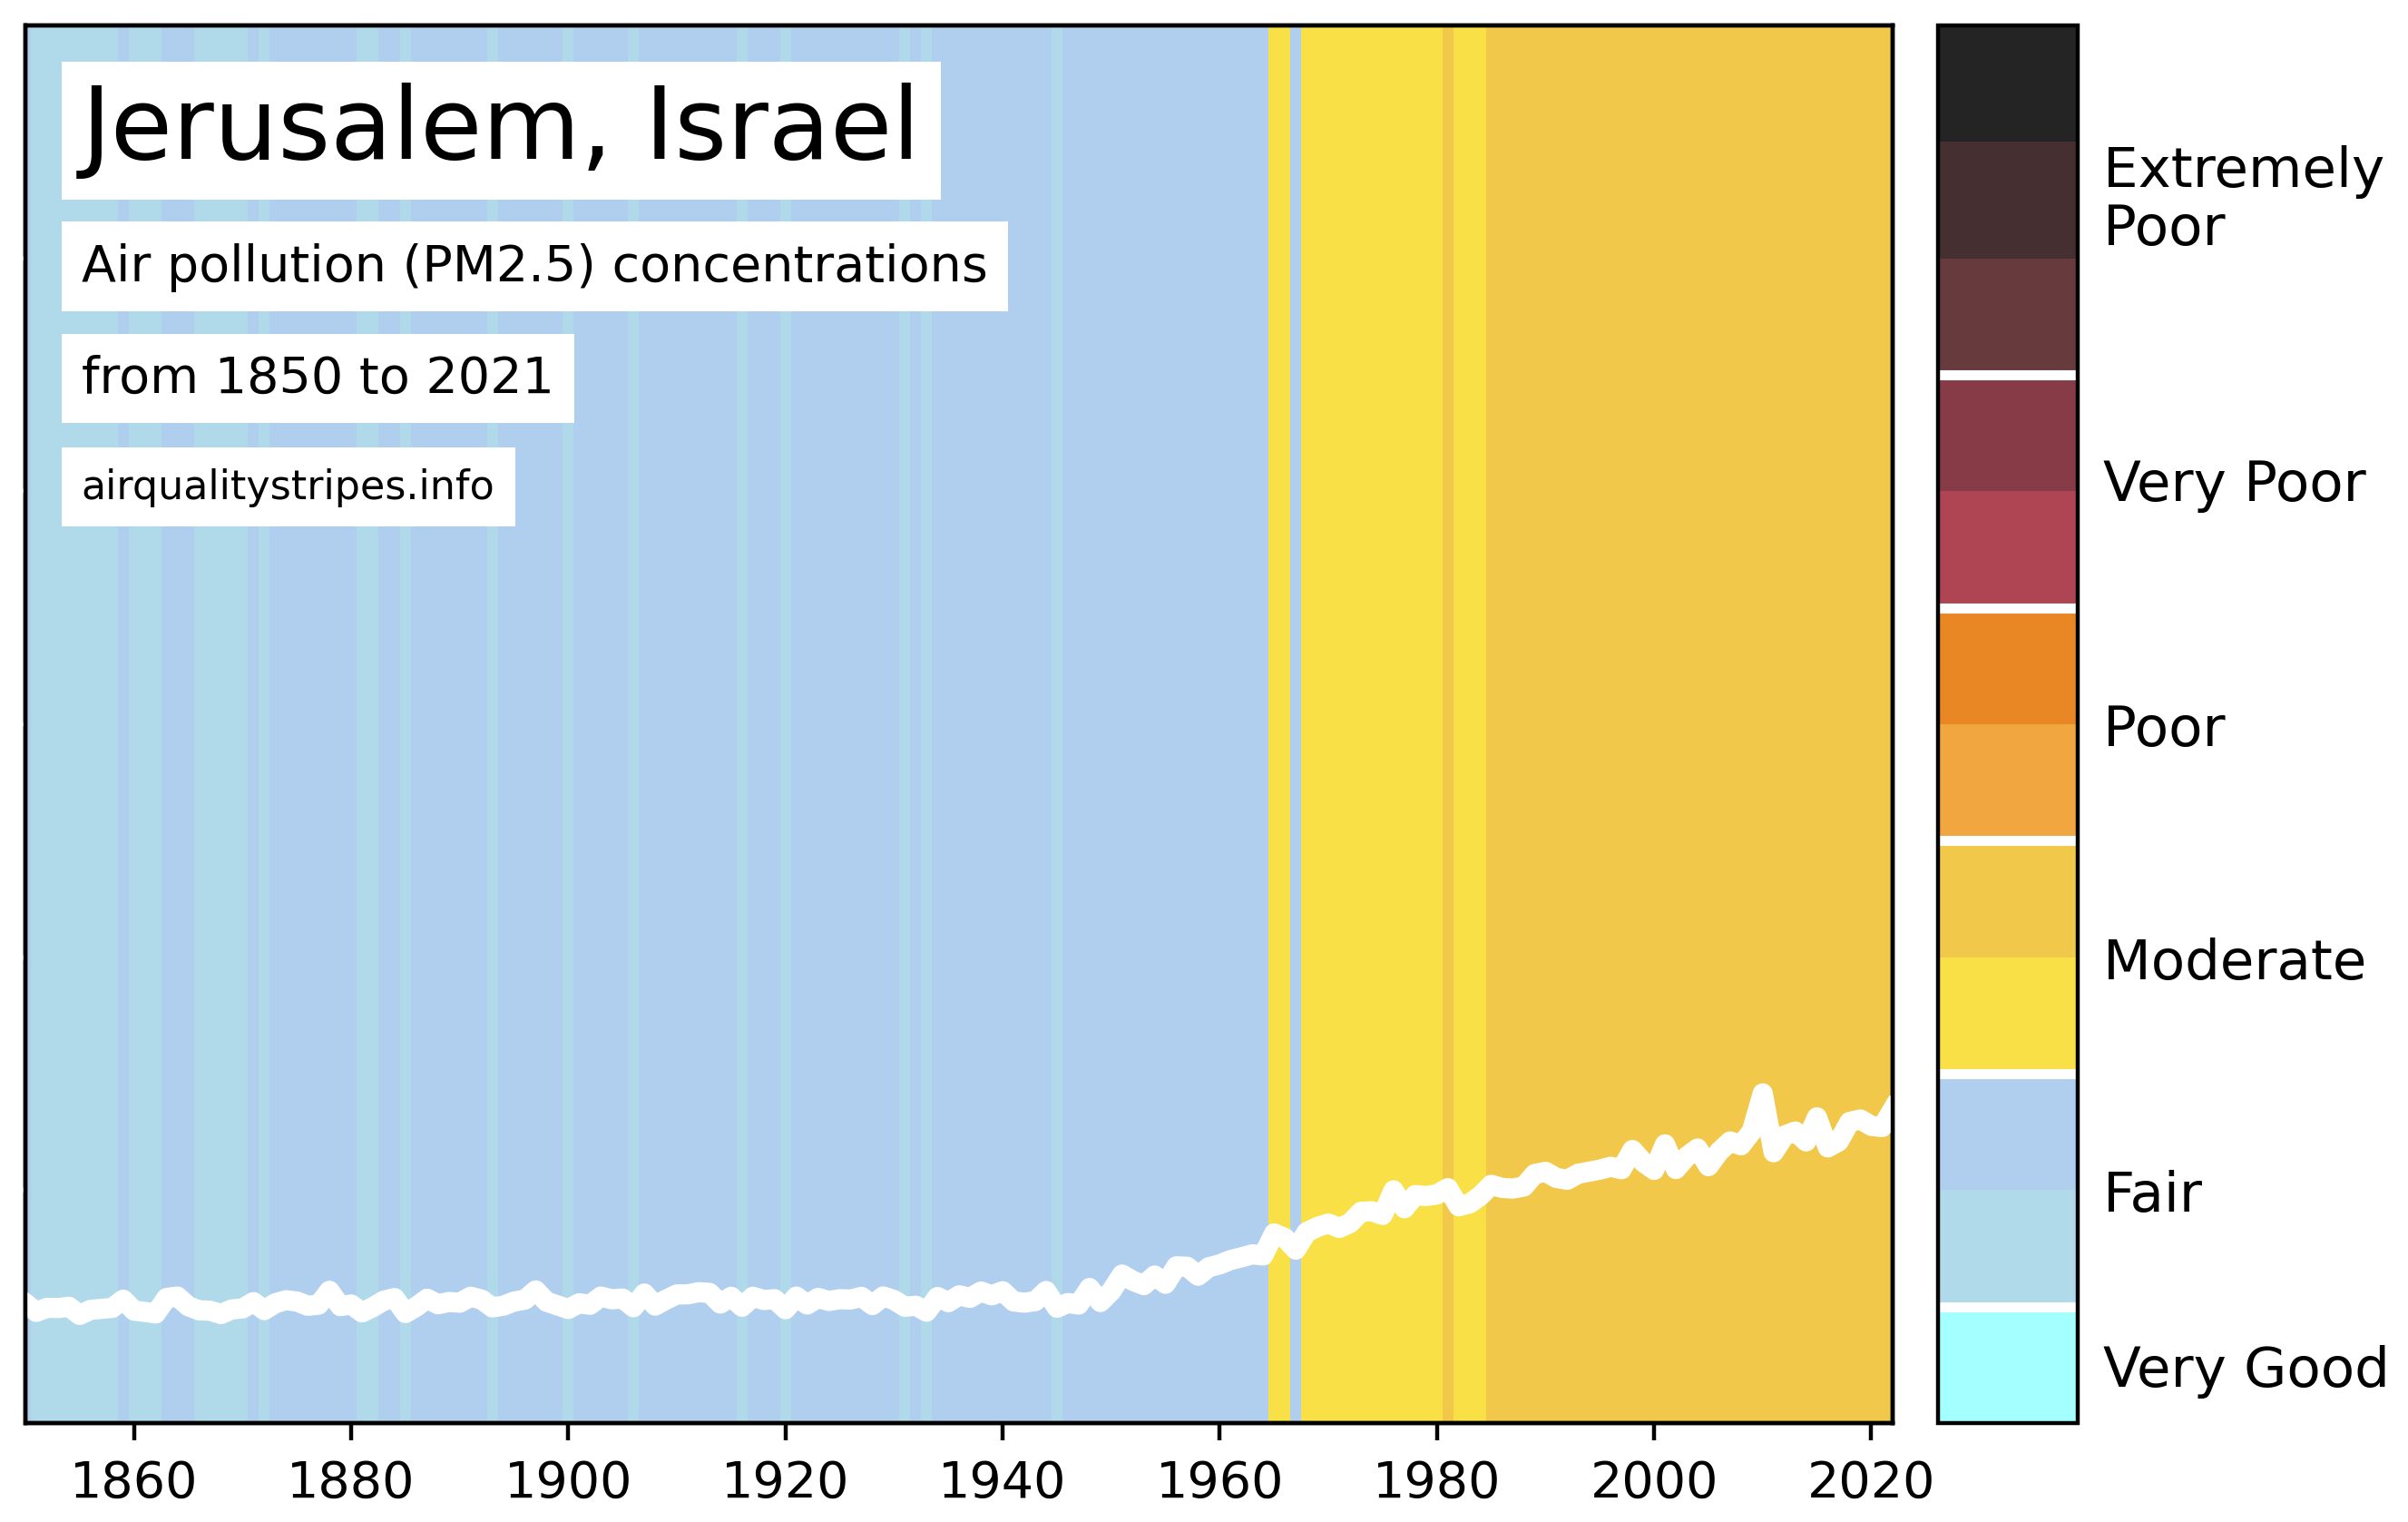 Jerusalem, Israel
Air pollution (PM2.5) concentrations
from 1850 to 2021
airqualitystripes.info
Extremely
Poor
Very Poor
Poor
Moderate
Fair
Very Good
1860 1880 1900 1920 1940 1960 1980 2000 2020